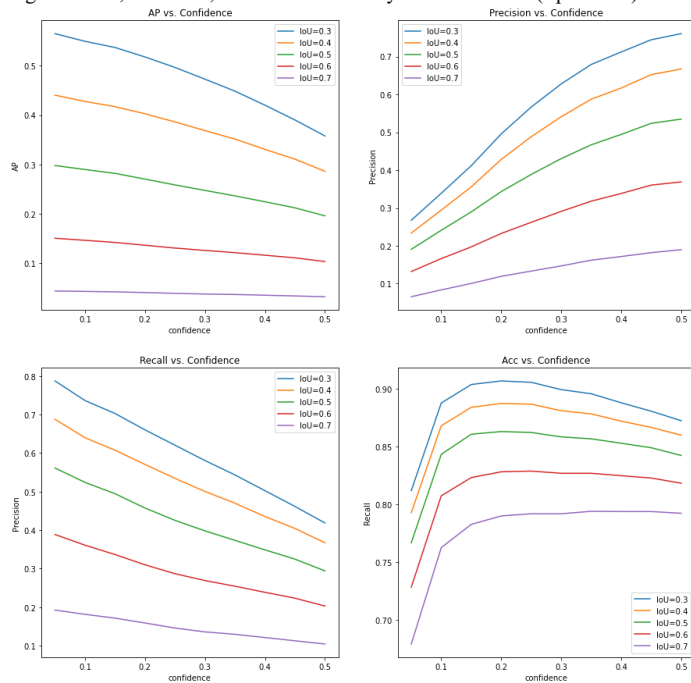 AP vs. Confidence
IoU=0.3
IoU=0.4
IoU=0.5
IoU=0.6
IoU=0.7
0.5
0.4
0.3
0.2
0.1
AP
0.1 0.2 0.3 0.4 0.5
confidence
Precision vs. Confidence
IoU=0.3
IoU=0.4
IoU=0.5
IoU=0.6
IoU=0.7
0.7
0.6
0.5
0.4
0.3
0.2
0.1
Precision
0.1 0.2 0.3 0.4 0.5
confidence
Recall vs. Confidence
IoU=0.3
IoU=0.4
IoU=0.5
IoU=0.6
IoU=0.7
0.8
0.7
0.6
0.5
0.4
0.3
0.2
0.1
Precision
0.1 0.2 0.3 0.4 0.5
confidence
Acc vs. Confidence
0.90
0.85
0.80
0.75
0.70
Recall
IoU=0.3
IoU=0.4
IoU=0.5
IoU=0.6
IoU=0.7
0.1 0.2 0.3 0.4 0.5
confidence